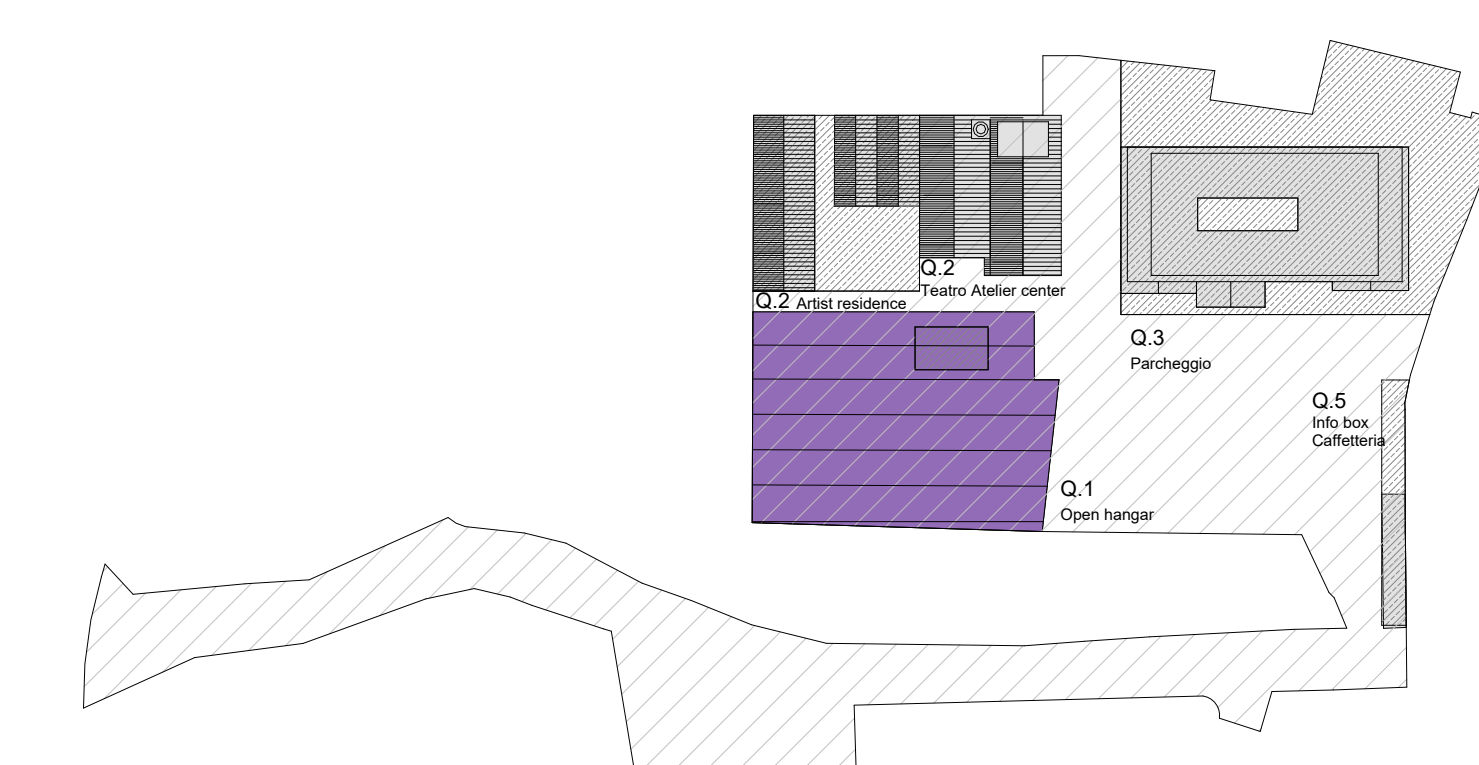 Q.2
Teatro Atelier center
Q.2 Artist residence
Q.3
Parcheggio
Q.5
Info box
Caffetteria
Q.1
Open hangar